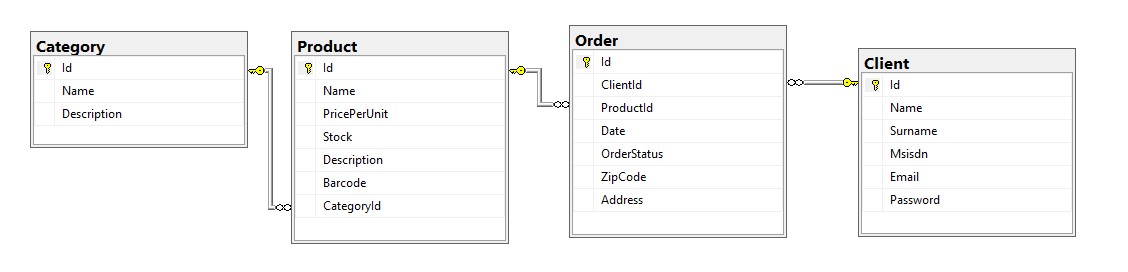 Category
Id
Name
Description
Product
Id
Name
PricePerUnit
Stock
Description
Barcode
CategoryId
Order
Id
ClientId
ProductId
Date
OrderStatus
ZipCode
Address
Client
Id
Name
Surname
Msisdn
Email
Password